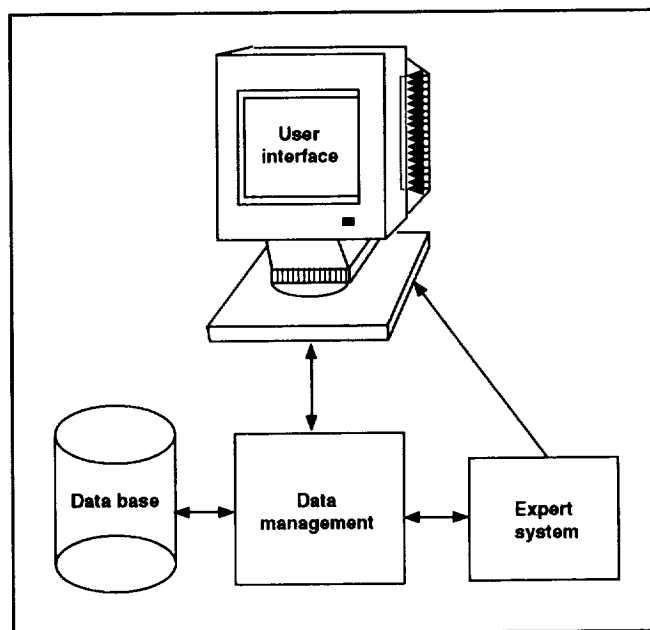 User
interface
Data base
Data
management
Expert
system